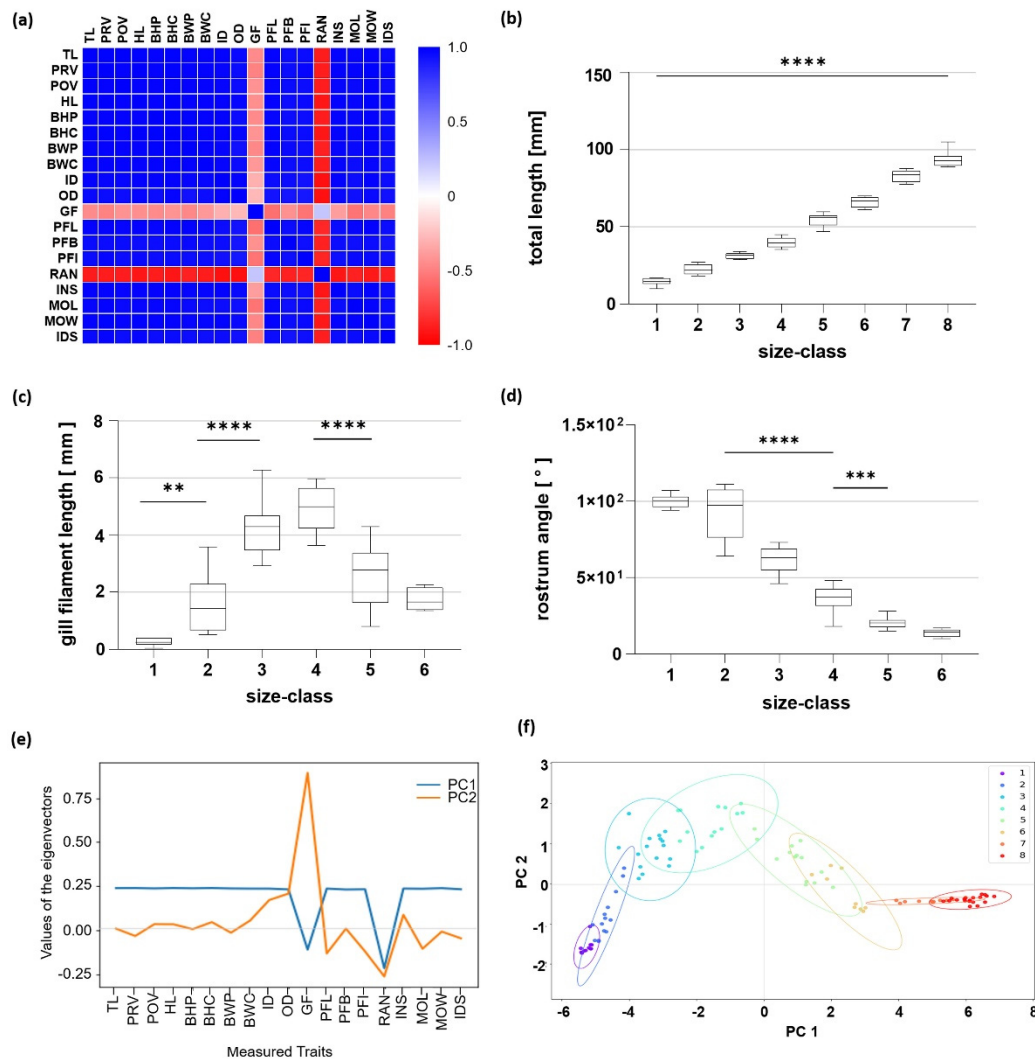 (a)
TL PRV POV HL BHP BHC BWP BWC ID OD GF PFL PFB PFI RAN INS MOL MOW IDS
TL
PRV
POV
HL
BHP
BHC
BWP
BWC
ID
OD
GF
PFL
PFB
PFI
RAN
INS
MOL
MOW
IDS
1.0
0.5
0
-0.5
-1.0
(b)
****
150
100
50
0
total length [mm]
1 2 3 4 5 6 7 8
size-class
(c)
8
6
4
2
0
gill filament length [ mm ]
** **** ****
1 2 3 4 5 6
size-class
(d)
1.5×10²
1×10²
5×10¹
0
rostrum angle [ ° ]
**** ***
1 2 3 4 5 6
size-class
(e)
PC1
PC2
0.75
0.50
0.25
0.00
-0.25
Values of the eigenvectors
TL PRV POV HL BHP BHC BWP BWC ID OD GF PFL PFB PFI RAN INS MOL MOW IDS
Measured Traits
(f)
3
2
1
0
-1
-2
PC 2
1
2
3
4
5
6
7
8
-6 -4 -2 0 2 4 6 8
PC 1